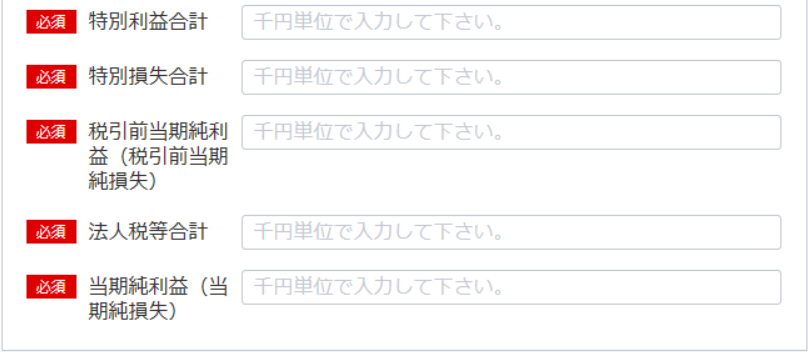 必須 特別利益合計 千円単位で入力して下さい。
必須 特別損失合計 千円単位で入力して下さい。
必須 税引前当期純利 千円単位で入力して下さい。
益（税引前当期
純損失）
必須 法人税等合計 千円単位で入力して下さい。
必須 当期純利益（当 千円単位で入力して下さい。
期純損失）